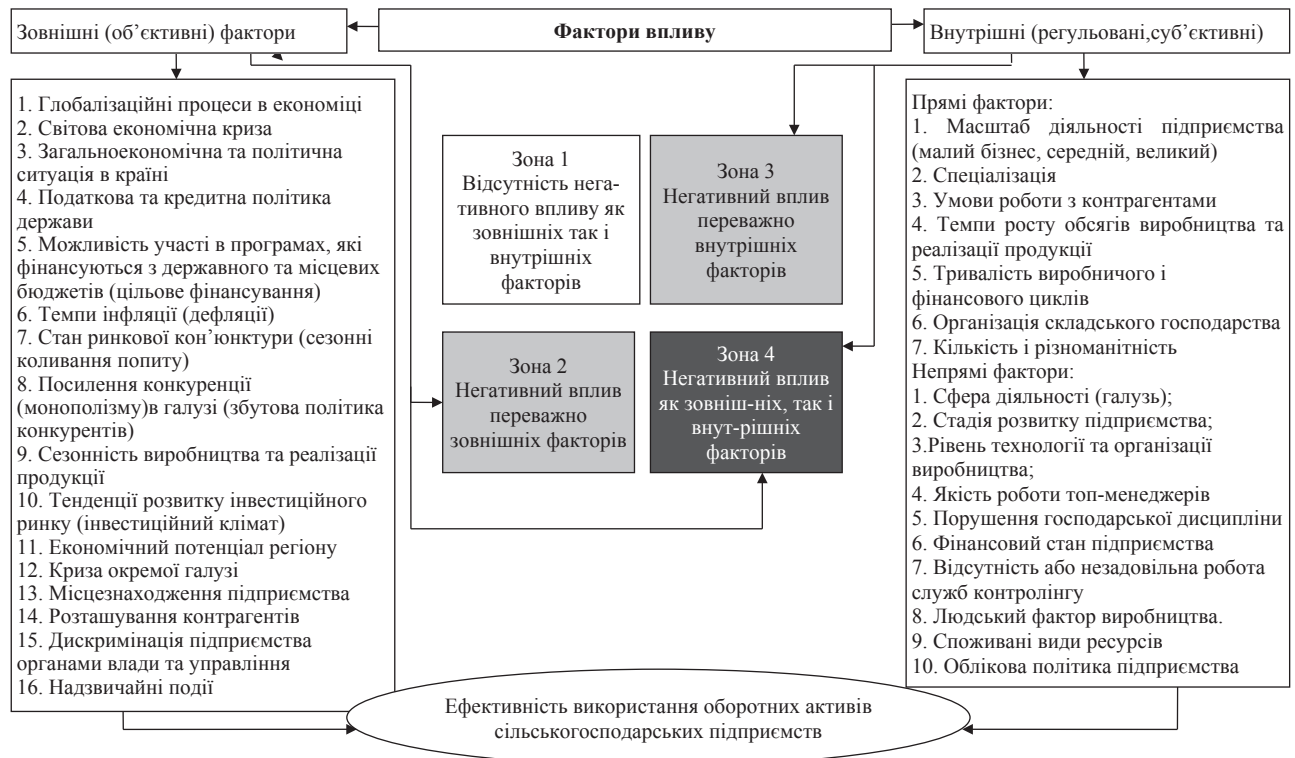 Зовнішні (об’єктивні) фактори
Фактори впливу
Внутрішні (регульовані,суб’єктивні)
1. Глобалізаційні процеси в економіці
2. Світова економічна криза
3. Загальноекономічна та політична
ситуація в країні
4. Податкова та кредитна політика
держави
5. Можливість участі в програмах, які
фінансуються з державного та місцевих
бюджетів (цільове фінансування)
6. Темпи інфляції (дефляції)
7. Стан ринкової кон’юнктури (сезонні
коливання попиту)
8. Посилення конкуренції
(монополізму)в галузі (збутова політика
конкурентів)
9. Сезонність виробництва та реалізації
продукції
10. Тенденції розвитку інвестиційного
ринку (інвестиційний клімат)
11. Економічний потенціал регіону
12. Криза окремої галузі
13. Місцезнаходження підприємства
14. Розташування контрагентів
15. Дискримінація підприємства
органами влади та управління
16. Надзвичайні події
Зона 1
Відсутність нега-
тивного впливу як
зовнішніх так і
внутрішніх
факторів
Зона 3
Негативний вплив
переважно
внутрішніх
факторів
Зона 2
Негативний вплив
переважно
зовнішніх факторів
Зона 4
Негативний вплив
як зовніш-ніх, так і
внут-рішніх
факторів
Прямі фактори:
1. Масштаб діяльності підприємства
(малий бізнес, середній, великий)
2. Спеціалізація
3. Умови роботи з контрагентами
4. Темпи росту обсягів виробництва та
реалізації продукції
5. Тривалість виробничого і
фінансового циклів
6. Організація складського господарства
7. Кількість і різноманітність
Непрямі фактори:
1. Сфера діяльності (галузь);
2. Стадія розвитку підприємства;
3.Рівень технології та організації
виробництва;
4. Якість роботи топ-менеджерів
5. Порушення господарської дисципліни
6. Фінансовий стан підприємства
7. Відсутність або незадовільна робота
служб контролінгу
8. Людський фактор виробництва.
9. Споживані види ресурсів
10. Облікова політика підприємства
Ефективність використання оборотних активів
сільськогосподарських підприємств